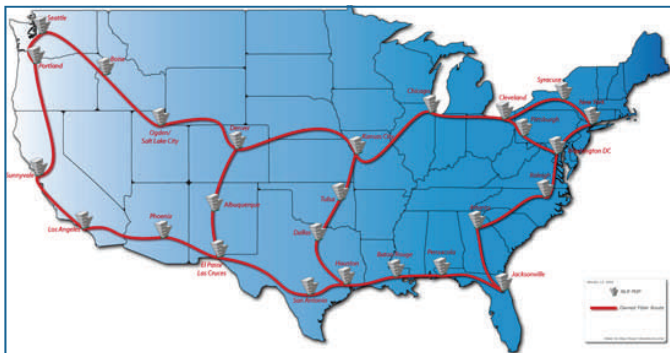 Seattle
Portland
Boise
Ogden/
Salt Lake City
Denver
Kansas City
Chicago
Cleveland
Syracuse
New York
Pittsburgh
Washington DC
Raleigh
Atlanta
Jacksonville
Pensacola
Baton Rouge
Houston
San Antonio
Dallas
Tulsa
El Paso/
Las Cruces
Albuquerque
Phoenix
Los Angeles
Sunnyvale
NLR POP
Owned Fiber Route